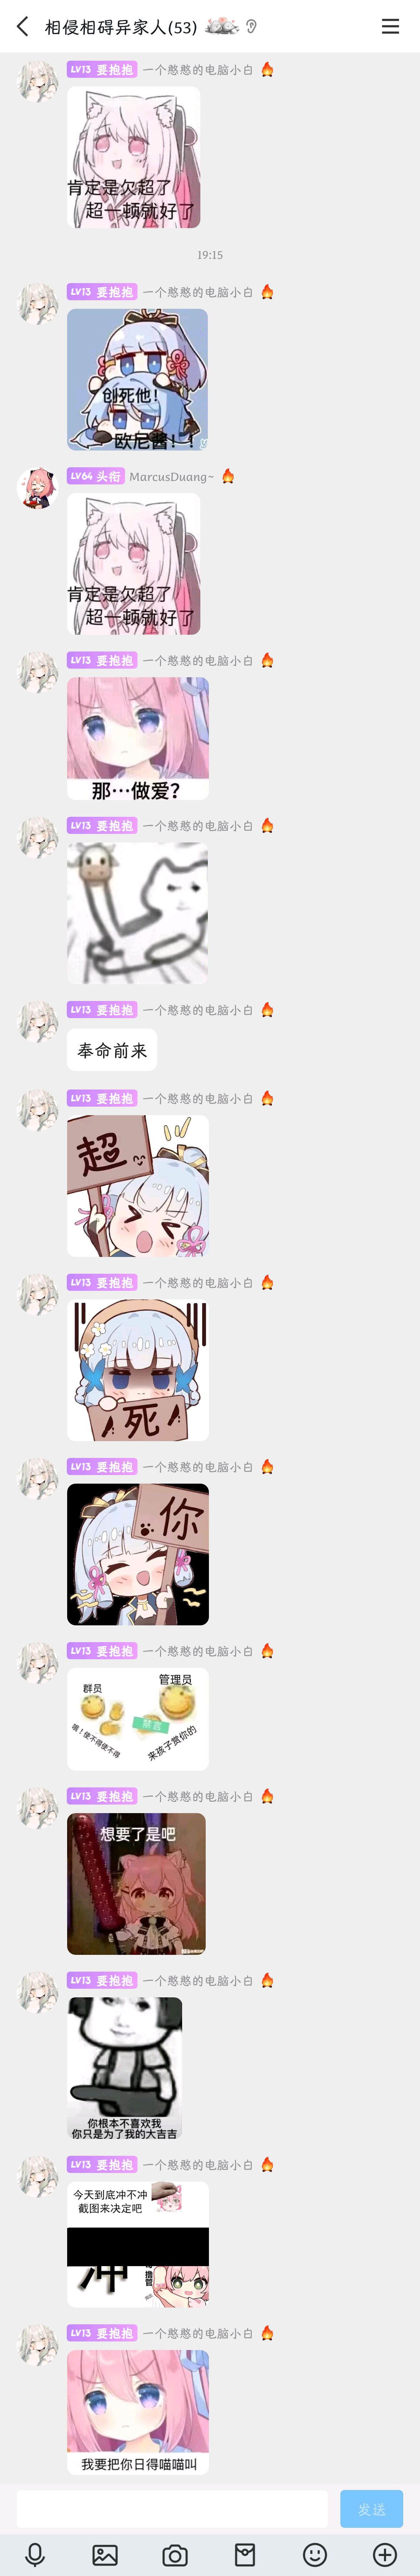 相侵相碍异家人(53)
LV13 要抱抱 一个憨憨的电脑小白
肯定是欠超了
超一顿就好了
19:15
LV13 要抱抱 一个憨憨的电脑小白
创死他!
欧尼酱!!
LV64 头衔 MarcusDuang~
肯定是欠超了
超一顿就好了
LV13 要抱抱 一个憨憨的电脑小白
那…做爱?
LV13 要抱抱 一个憨憨的电脑小白
LV13 要抱抱 一个憨憨的电脑小白
奉命前来
LV13 要抱抱 一个憨憨的电脑小白
超
LV13 要抱抱 一个憨憨的电脑小白
死
LV13 要抱抱 一个憨憨的电脑小白
你
LV13 要抱抱 一个憨憨的电脑小白
群员
管理员
哦!使不得使不得
禁言
来孩子赏你的
LV13 要抱抱 一个憨憨的电脑小白
想要了是吧
LV13 要抱抱 一个憨憨的电脑小白
你根本不喜欢我
你只是为了我的大吉吉
LV13 要抱抱 一个憨憨的电脑小白
今天到底冲不冲
截图来决定吧
冲
LV13 要抱抱 一个憨憨的电脑小白
我要把你日得喵喵叫
发送